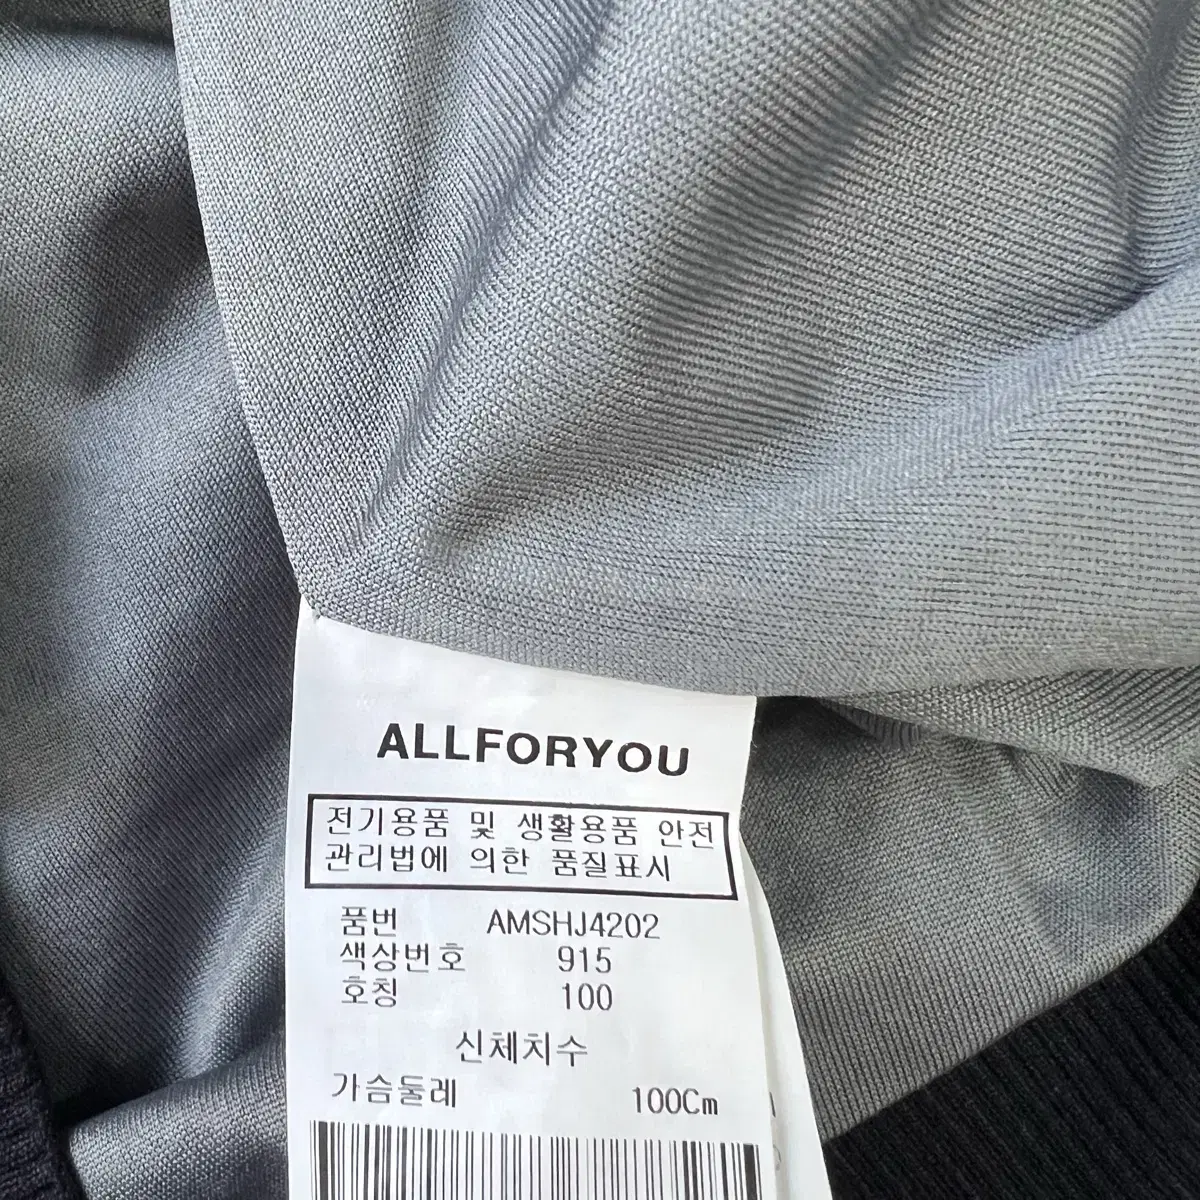 ALLFORYOU
전기용품 및 생활용품 안전
관리법에 의한 품질표시
품번 AMSHJ4202
색상번호 915
호칭 100
신체치수
가슴둘레 100Cm